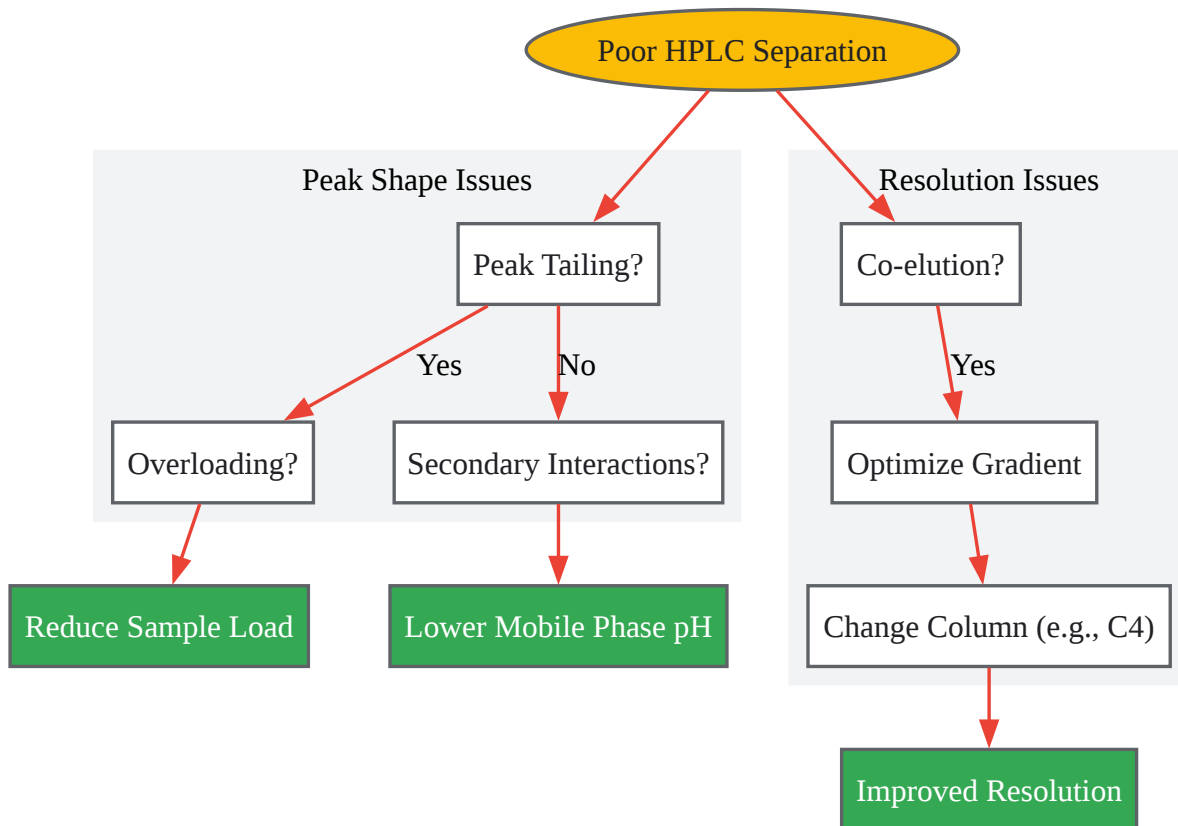 Poor HPLC Separation
Peak Shape Issues
Resolution Issues
Peak Tailing?
Co-elution?
Yes
No
Yes
Overloading?
Secondary Interactions?
Optimize Gradient
Reduce Sample Load
Lower Mobile Phase pH
Change Column (e.g., C4)
Improved Resolution